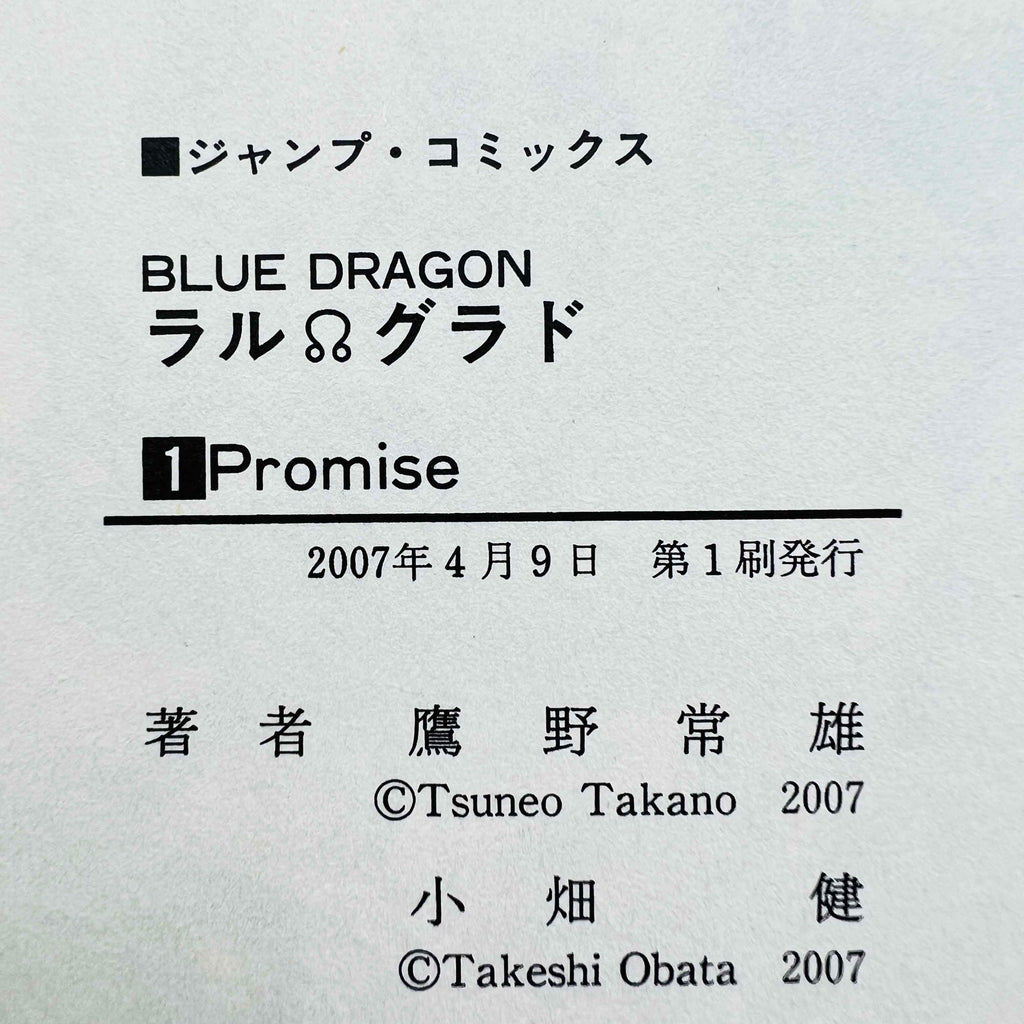 ■ジャンプ・コミックス
BLUE DRAGON
ラル☊グラド
1 Promise
2007年4月9日 第1刷発行
著者 鷹野常雄
©Tsuneo Takano 2007
小畑健
©Takeshi Obata 2007